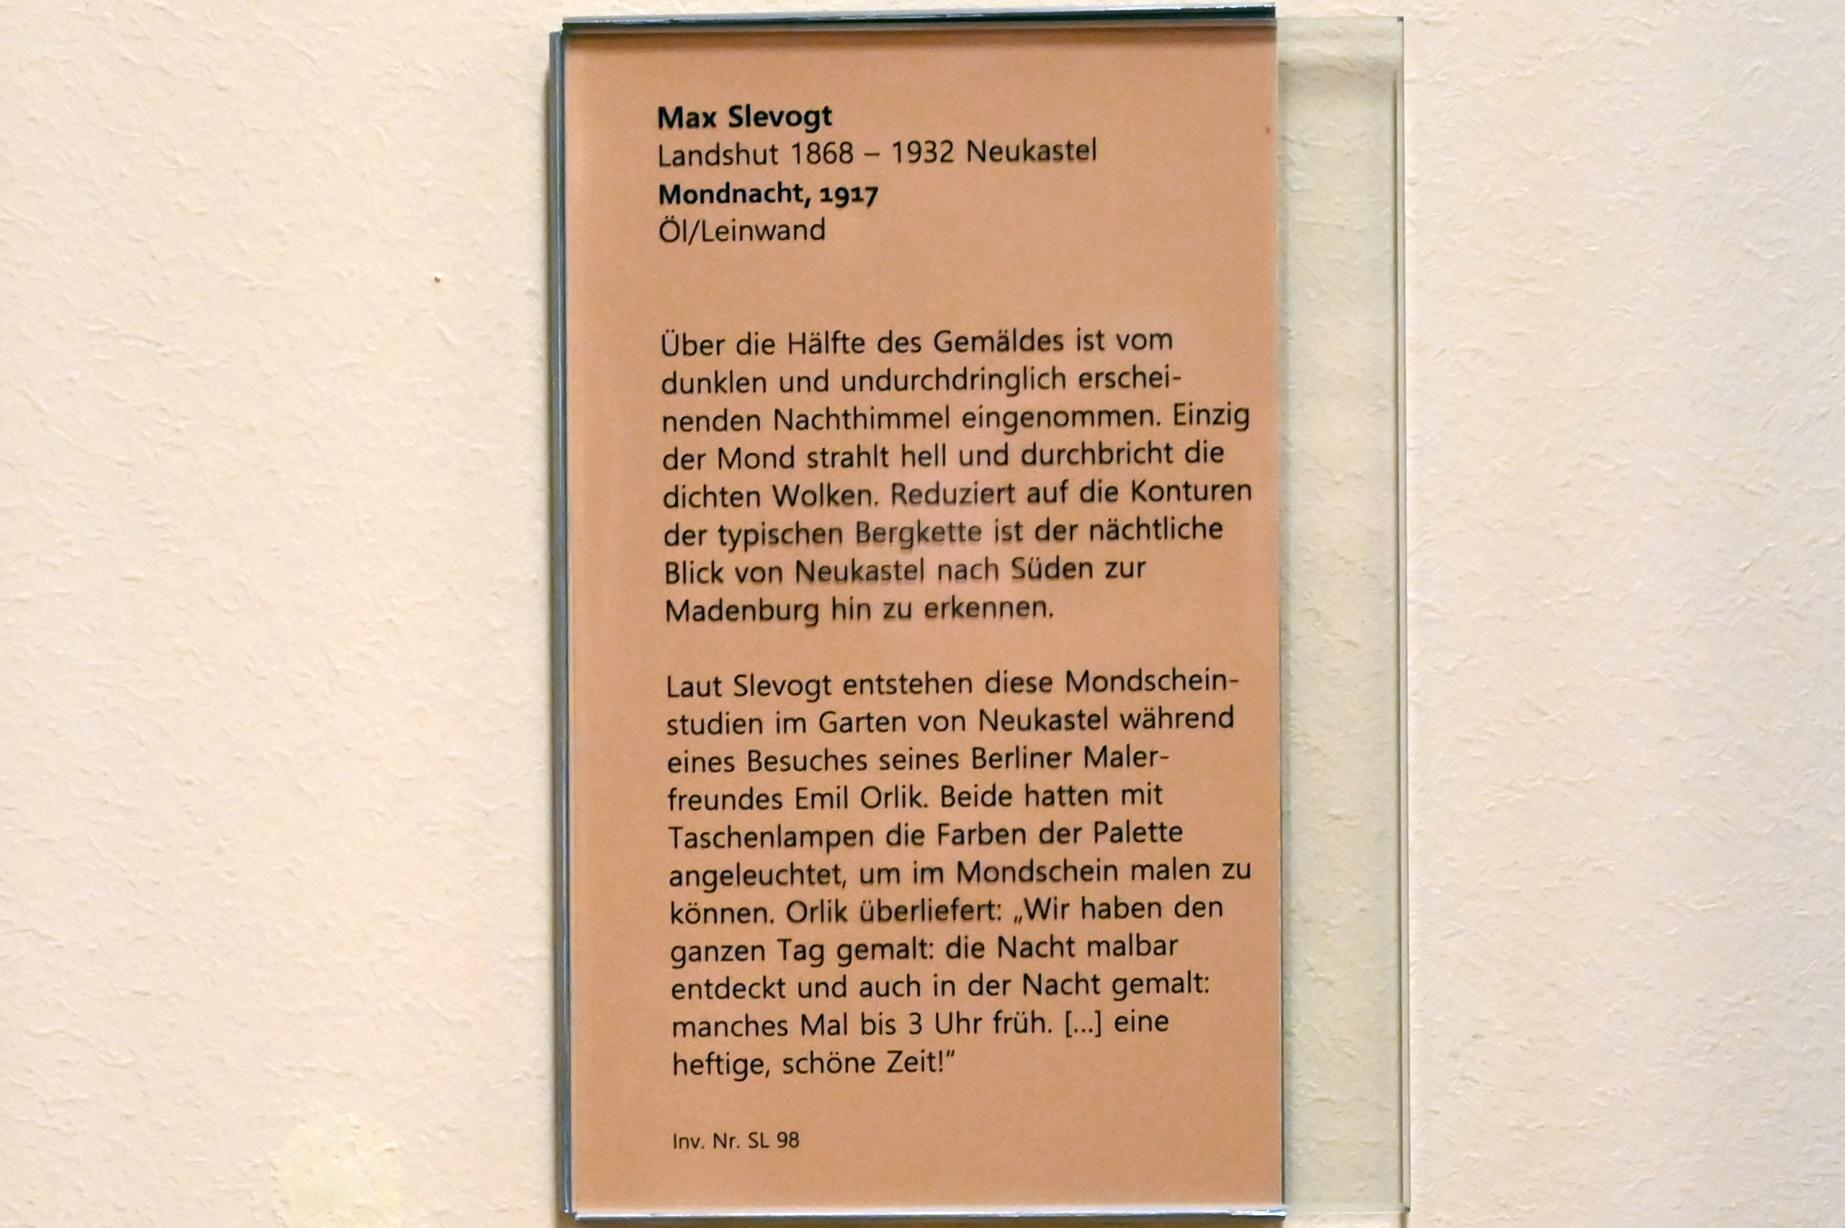 Max Slevogt
Landshut 1868 – 1932 Neukastel
Mondnacht, 1917
Öl/Leinwand
Über die Hälfte des Gemäldes ist vom
dunklen und undurchdringlich erschei-
nenden Nachthimmel eingenommen. Einzig
der Mond strahlt hell und durchbricht die
dichten Wolken. Reduziert auf die Konturen
der typischen Bergkette ist der nächtliche
Blick von Neukastel nach Süden zur
Madenburg hin zu erkennen.
Laut Slevogt entstehen diese Mondschein-
studien im Garten von Neukastel während
eines Besuches seines Berliner Maler-
freundes Emil Orlik. Beide hatten mit
Taschenlampen die Farben der Palette
angeleuchtet, um im Mondschein malen zu
können. Orlik überliefert: „Wir haben den
ganzen Tag gemalt: die Nacht malbar
entdeckt und auch in der Nacht gemalt:
manches Mal bis 3 Uhr früh. [...] eine
heftige, schöne Zeit!“
Inv. Nr. SL 98